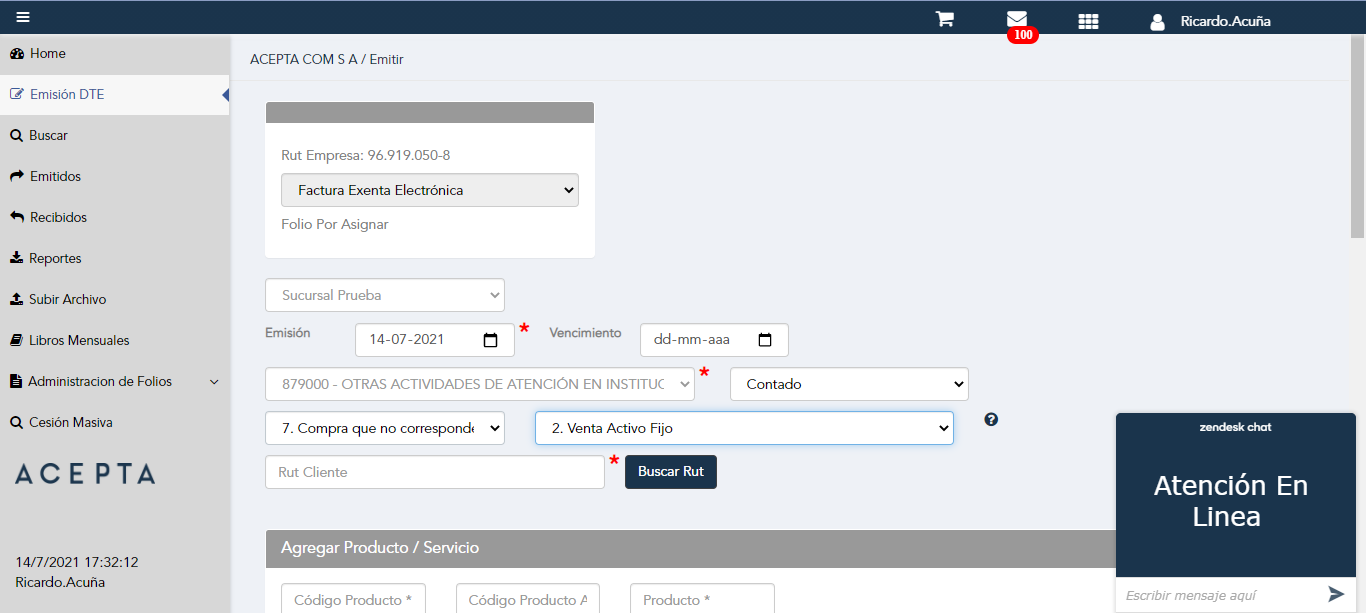 100
Ricardo.Acuña
Home
Emisión DTE
Buscar
Emitidos
Recibidos
Reportes
Subir Archivo
Libros Mensuales
Administracion de Folios
Cesión Masiva
ACEPTA
14/7/2021 17:32:12
Ricardo.Acuña
ACEPTA COM S A / Emitir
Rut Empresa: 96.919.050-8
Factura Exenta Electrónica
Folio Por Asignar
Sucursal Prueba
Emisión 14-07-2021 * Vencimiento dd-mm-aaa
879000 - OTRAS ACTIVIDADES DE ATENCIÓN EN INSTITUC * Contado
7. Compra que no corresponde 2. Venta Activo Fijo ?
Rut Cliente * Buscar Rut
Agregar Producto / Servicio
Código Producto * Código Producto A Producto *
zendesk chat
Atención En
Linea
Escribir mensaje aquí